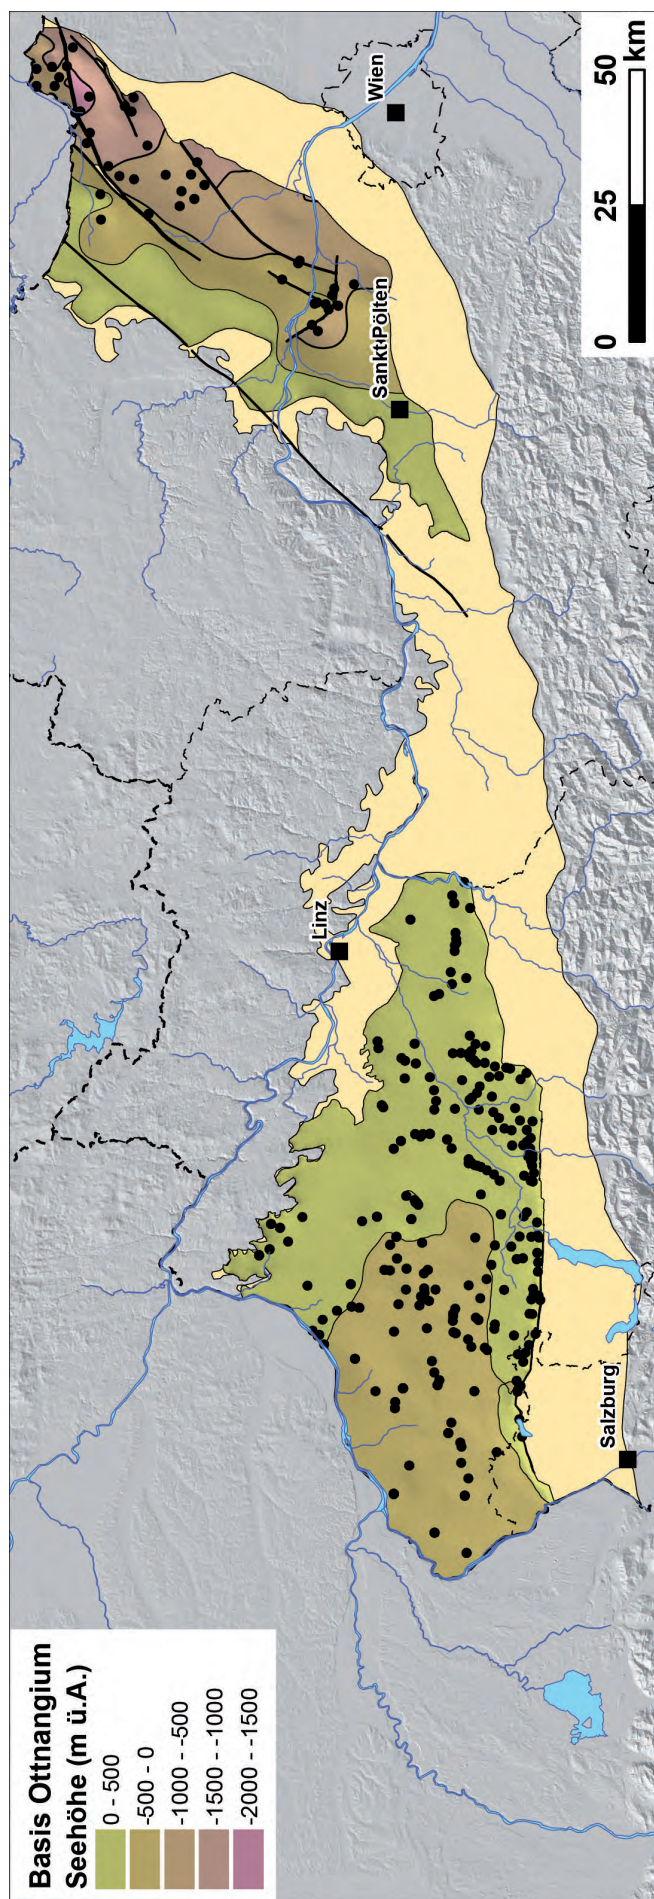 Basis Ottnangium
Seehöhe (m ü.A.)
0 - 500
-500 - 0
-1000 - -500
-1500 - -1000
-2000 - -1500
Salzburg
Linz
Sankt Pölten
Wien
0 25 50
km